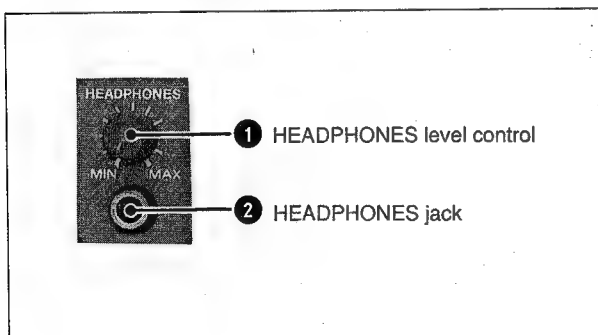 HEADPHONES
MIN MAX
1 HEADPHONES level control
2 HEADPHONES jack